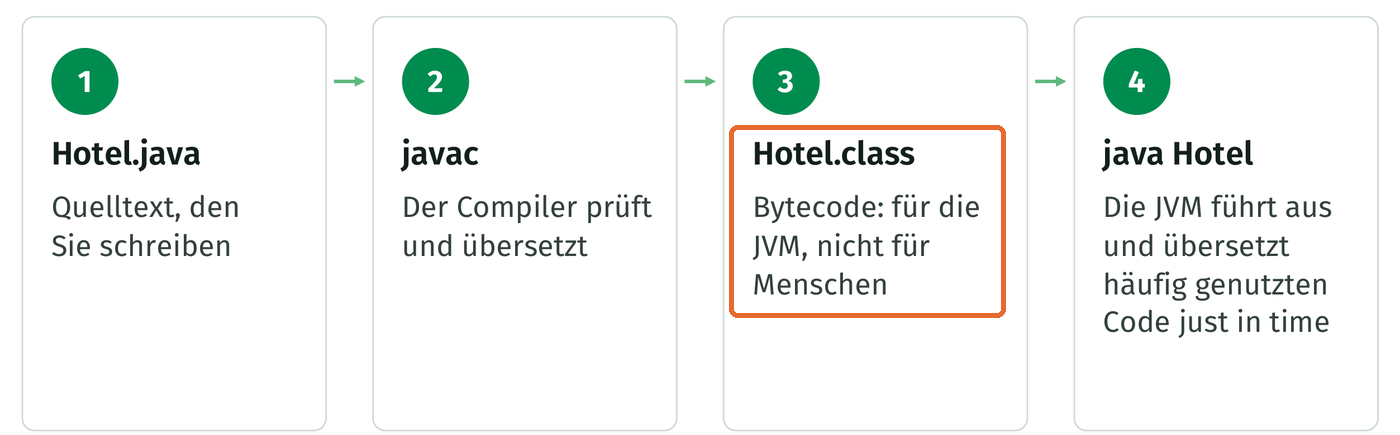 1
Hotel.java
Quelltext, den
Sie schreiben
2
javac
Der Compiler prüft
und übersetzt
3
Hotel.class
Bytecode: für die
JVM, nicht für
Menschen
4
java Hotel
Die JVM führt aus
und übersetzt
häufig genutzten
Code just in time